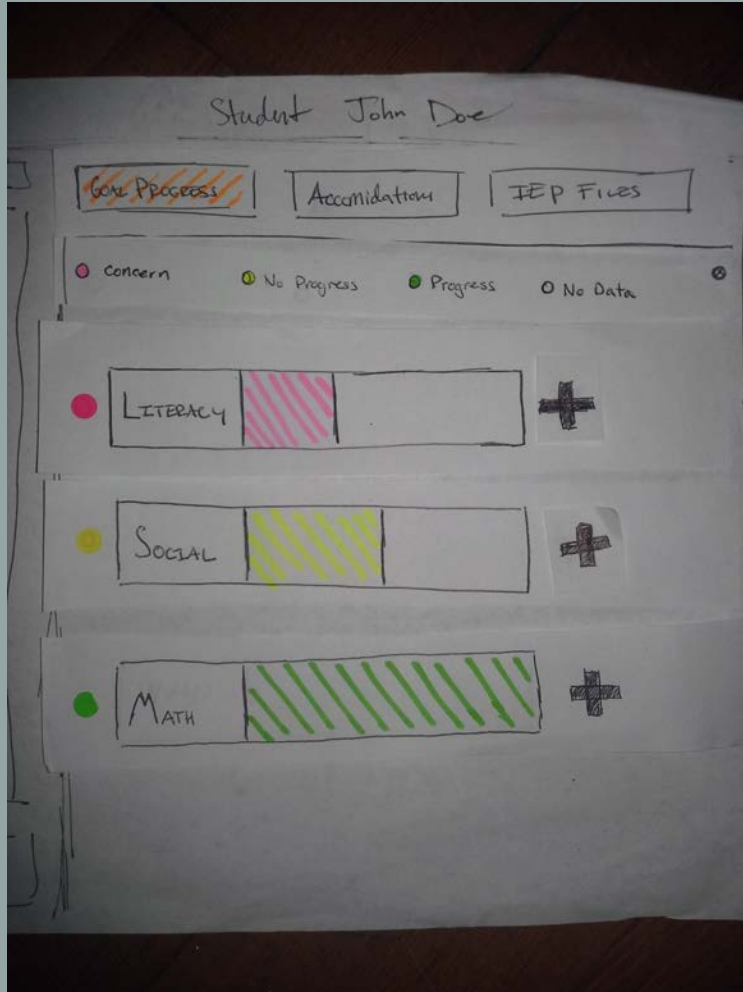 Student John Doe
GOAL PROGRESS Accomidations IEP FILES
Concern No Progress Progress No Data
LITERACY
SOCIAL
MATH